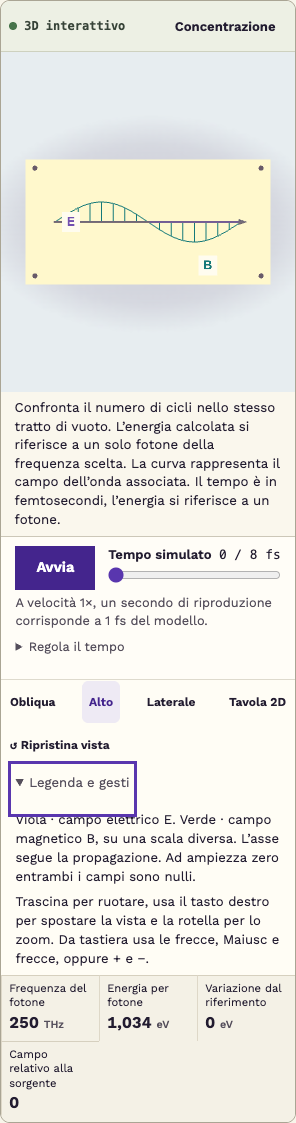 3D interattivo
Concentrazione
E
B
Confronta il numero di cicli nello stesso
tratto di vuoto. L’energia calcolata si
riferisce a un solo fotone della
frequenza scelta. La curva rappresenta il
campo dell’onda associata. Il tempo è in
femtosecondi, l’energia si riferisce a un
fotone.
Avvia
Tempo simulato 0 / 8 fs
A velocità 1×, un secondo di riproduzione
corrisponde a 1 fs del modello.
▶ Regola il tempo
Obliqua Alto Laterale Tavola 2D
↺ Ripristina vista
▼ Legenda e gesti
Viola · campo elettrico E. Verde · campo
magnetico B, su una scala diversa. L’asse
segue la propagazione. Ad ampiezza zero
entrambi i campi sono nulli.
Trascina per ruotare, usa il tasto destro
per spostare la vista e la rotella per lo
zoom. Da tastiera usa le frecce, Maiusc e
frecce, oppure + e −.
Frequenza del
fotone
250 THz
Energia per
fotone
1,034 eV
Variazione dal
riferimento
0 eV
Campo
relativo alla
sorgente
0